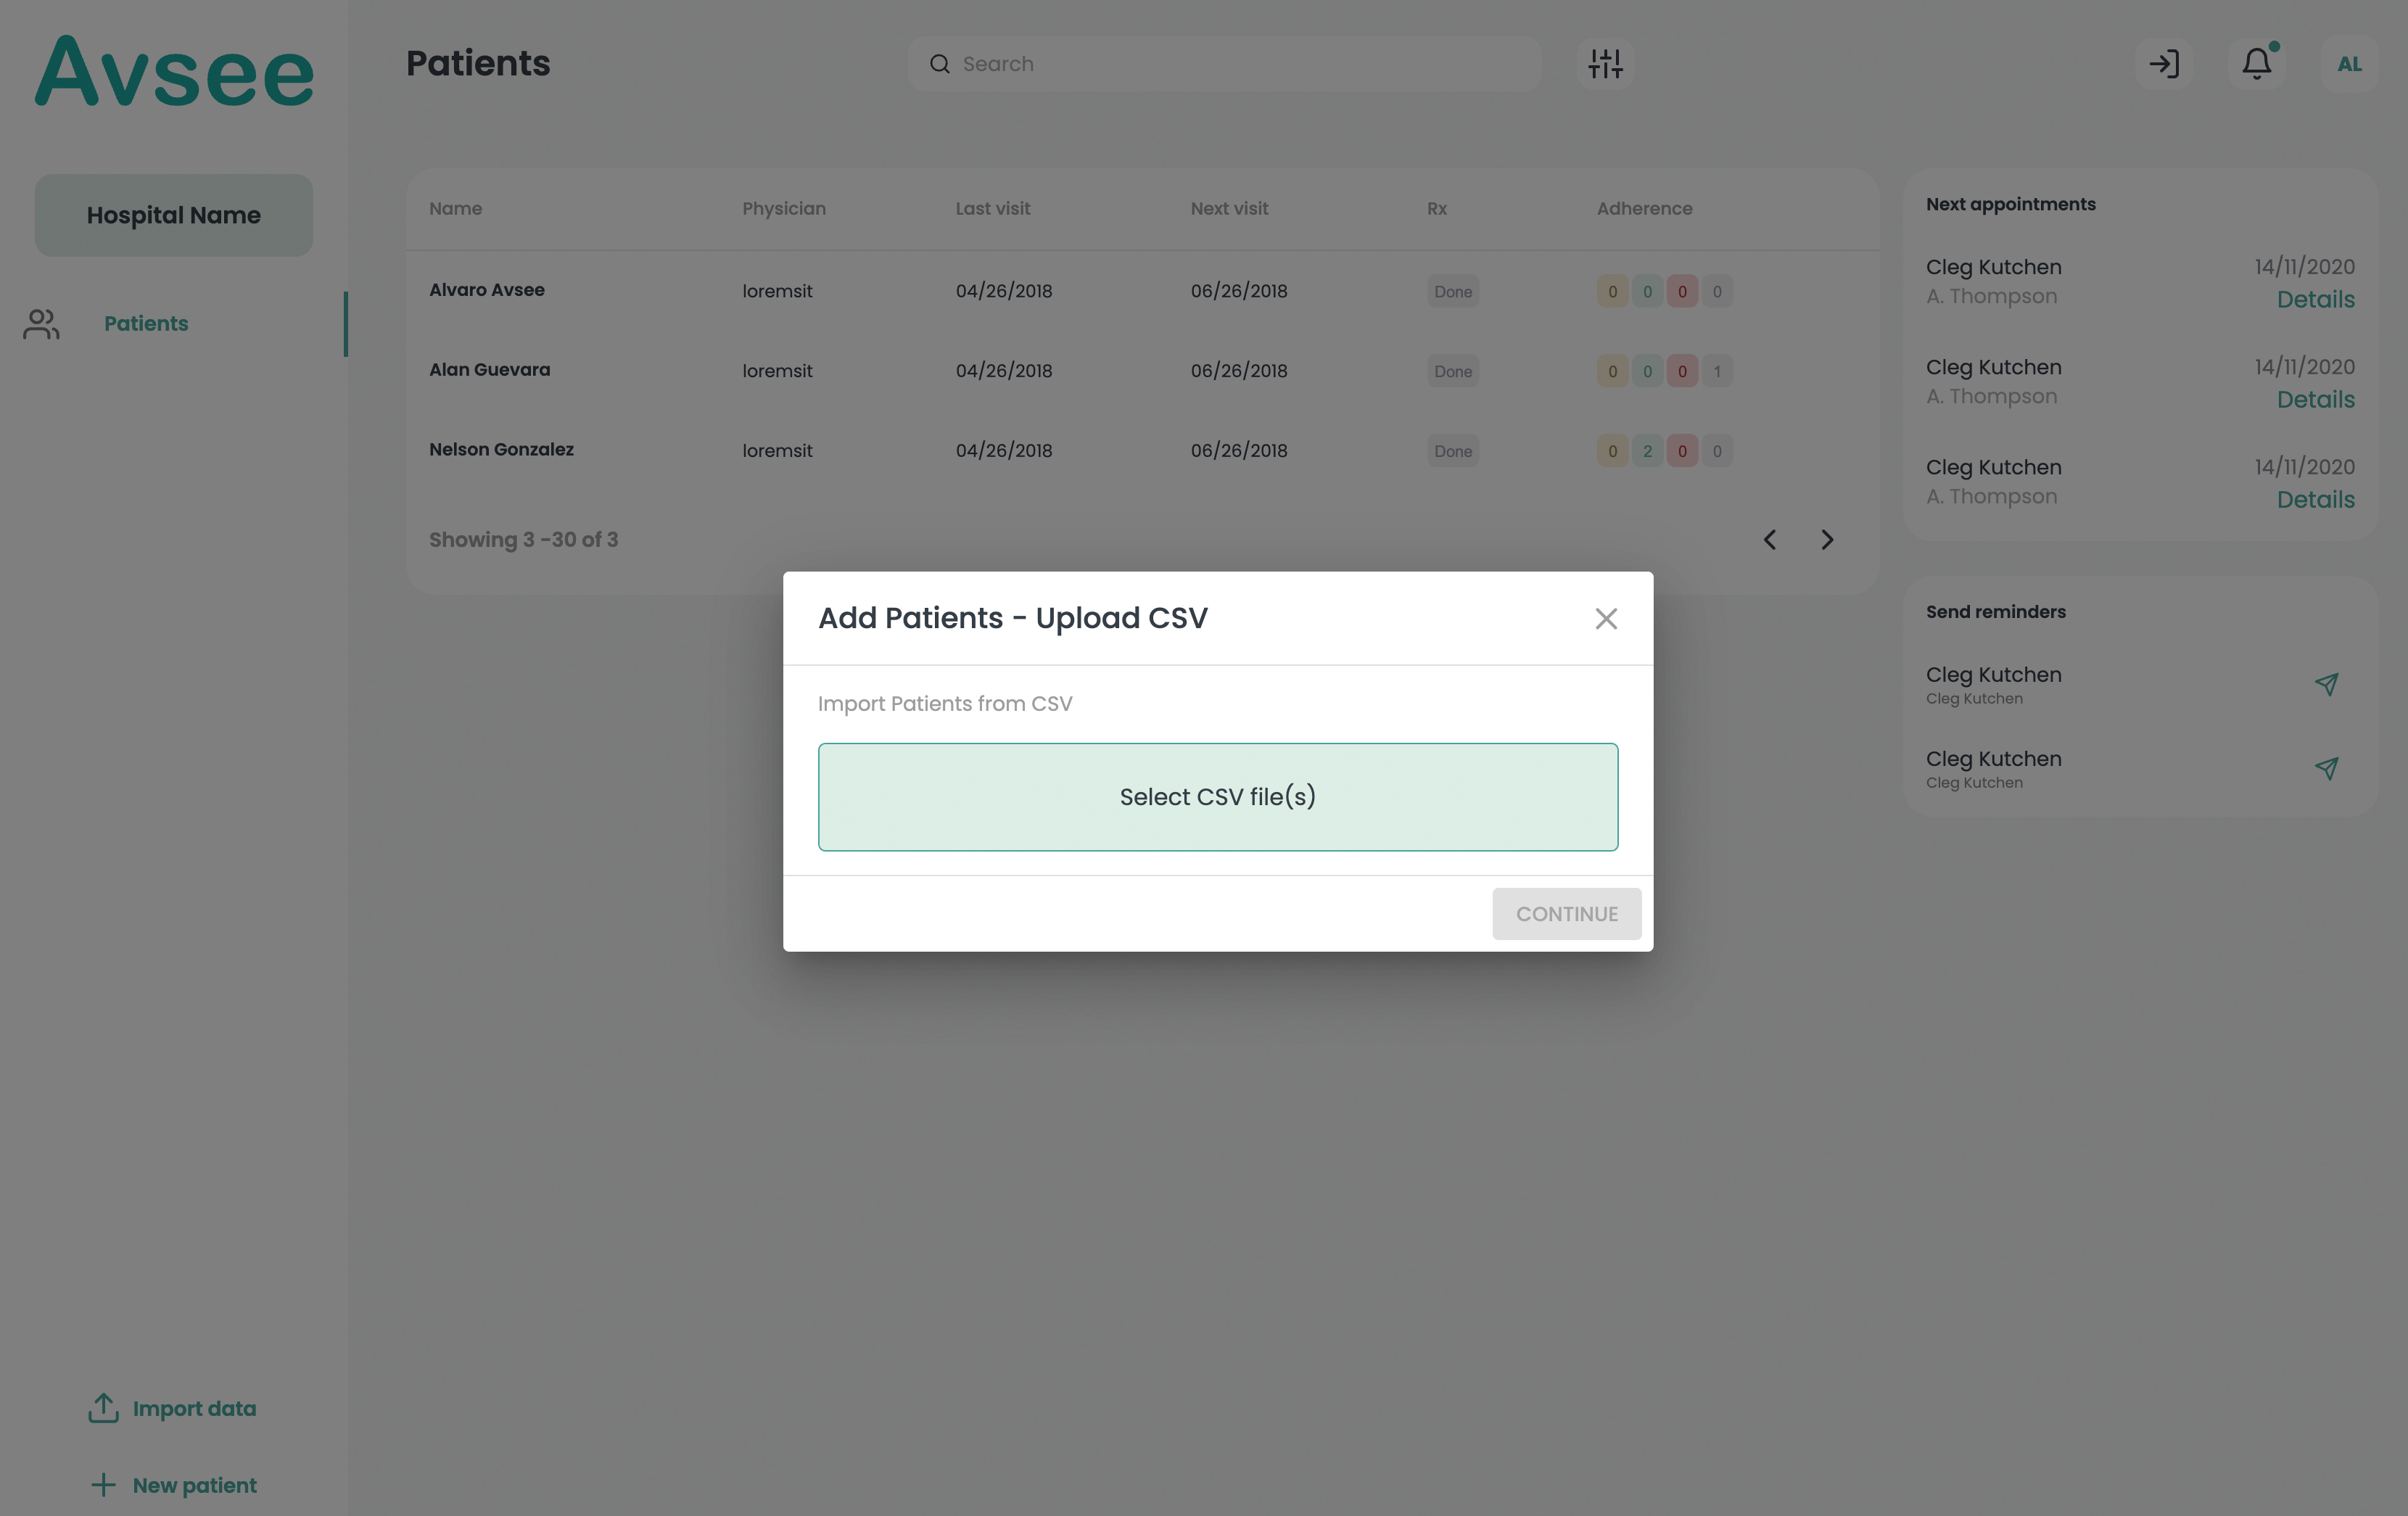 Avsee
Patients
Search
AL
Hospital Name
Patients
Name Physician Last visit Next visit Rx Adherence
Alvaro Avsee loremsit 04/26/2018 06/26/2018 Done 0 0 0 0
Alan Guevara loremsit 04/26/2018 06/26/2018 Done 0 0 0 1
Nelson Gonzalez loremsit 04/26/2018 06/26/2018 Done 0 2 0 0
Showing 3 -30 of 3
Next appointments
Cleg Kutchen 14/11/2020
A. Thompson Details
Cleg Kutchen 14/11/2020
A. Thompson Details
Cleg Kutchen 14/11/2020
A. Thompson Details
Send reminders
Cleg Kutchen
Cleg Kutchen
Cleg Kutchen
Cleg Kutchen
Add Patients - Upload CSV
Import Patients from CSV
Select CSV file(s)
CONTINUE
Import data
New patient